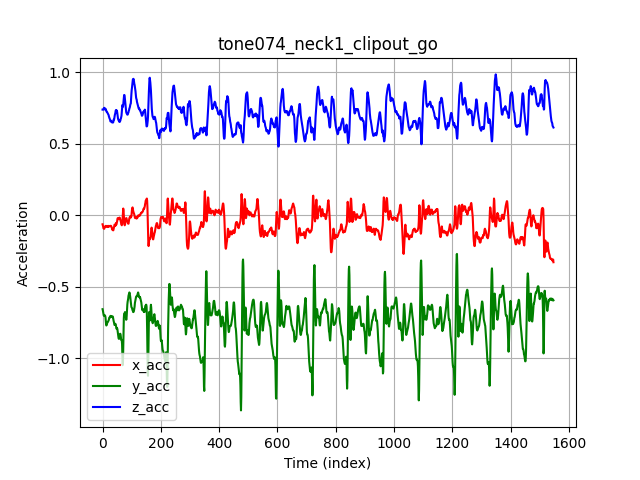 tone074_neck1_clipout_go
1.0
0.5
0.0
−0.5
−1.0
Acceleration
x_acc
y_acc
z_acc
0 200 400 600 800 1000 1200 1400 1600
Time (index)